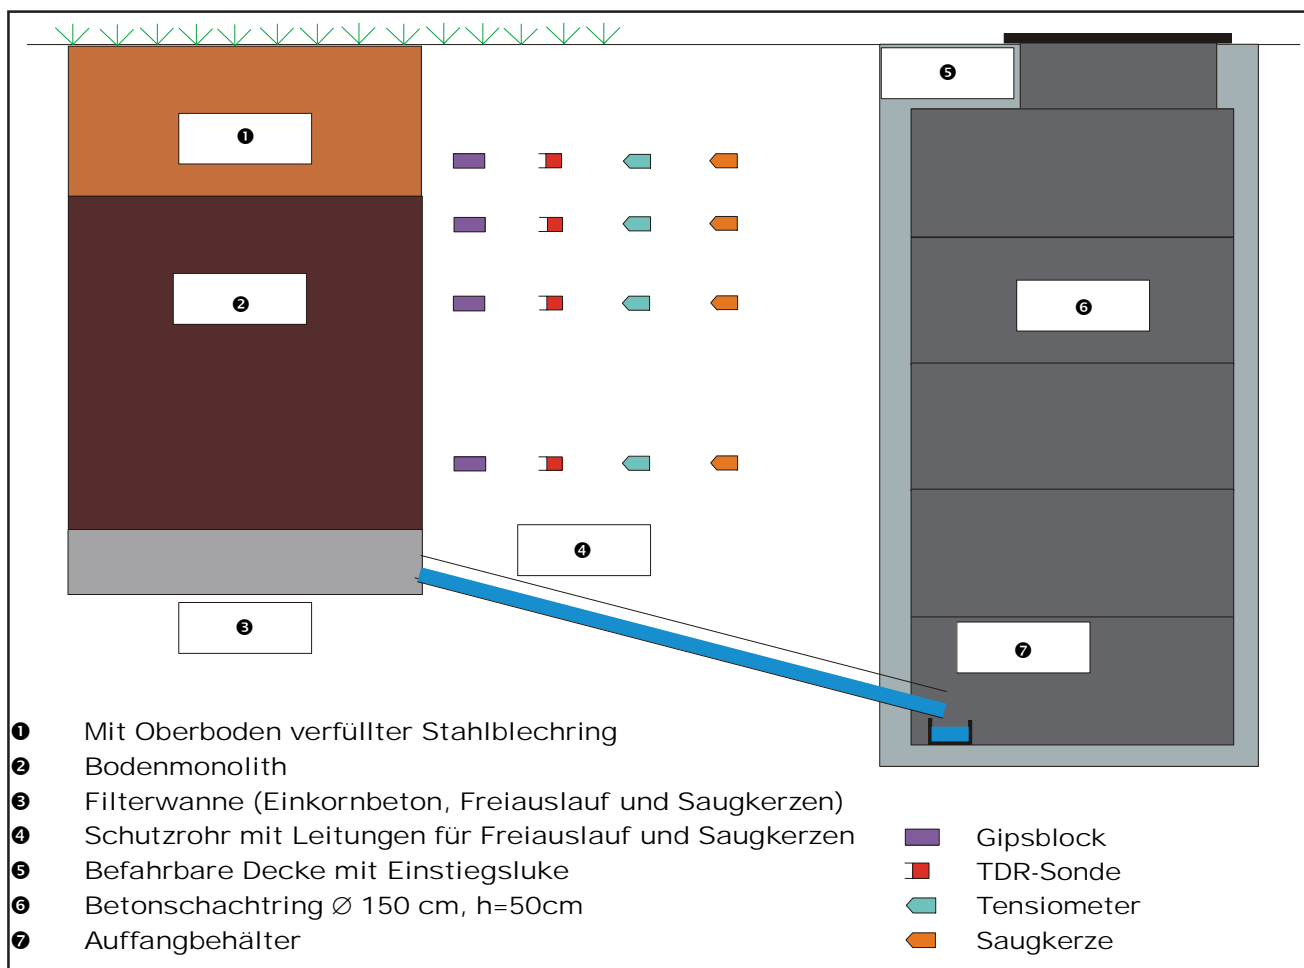 ❶
❺
❷
❻
❹
❸
❼
❶ Mit Oberboden verfüllter Stahlblechring
❷ Bodenmonolith
❸ Filterwanne (Einkornbeton, Freiauslauf und Saugkerzen)
❹ Schutzrohr mit Leitungen für Freiauslauf und Saugkerzen
❺ Befahrbare Decke mit Einstiegsluke
❻ Betonschachtring ∅ 150 cm, h=50cm
❼ Auffangbehälter
Gipsblock
TDR-Sonde
Tensiometer
Saugkerze